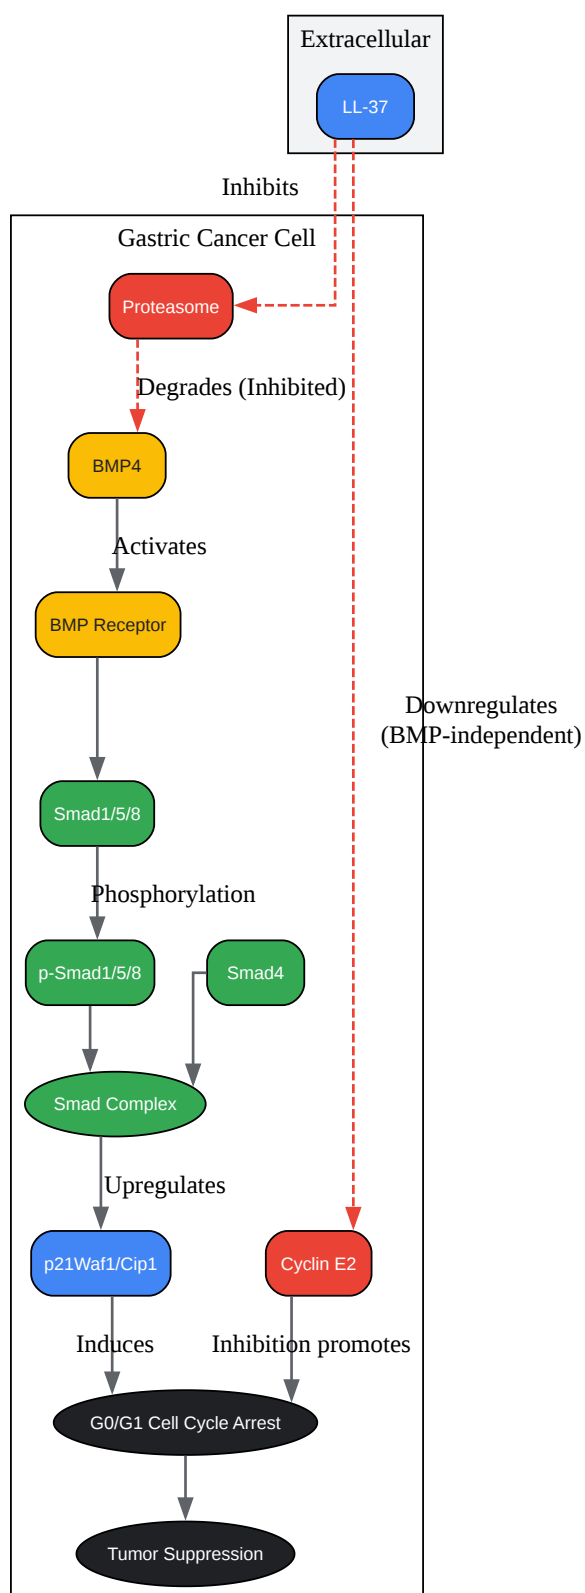 Extracellular
LL-37
Inhibits
Gastric Cancer Cell
Proteasome
Degrades (Inhibited)
BMP4
Activates
BMP Receptor
Downregulates
(BMP-independent)
Smad1/5/8
Phosphorylation
p-Smad1/5/8
Smad4
Smad Complex
Upregulates
p21Waf1/Cip1
Cyclin E2
Induces
Inhibition promotes
G0/G1 Cell Cycle Arrest
Tumor Suppression